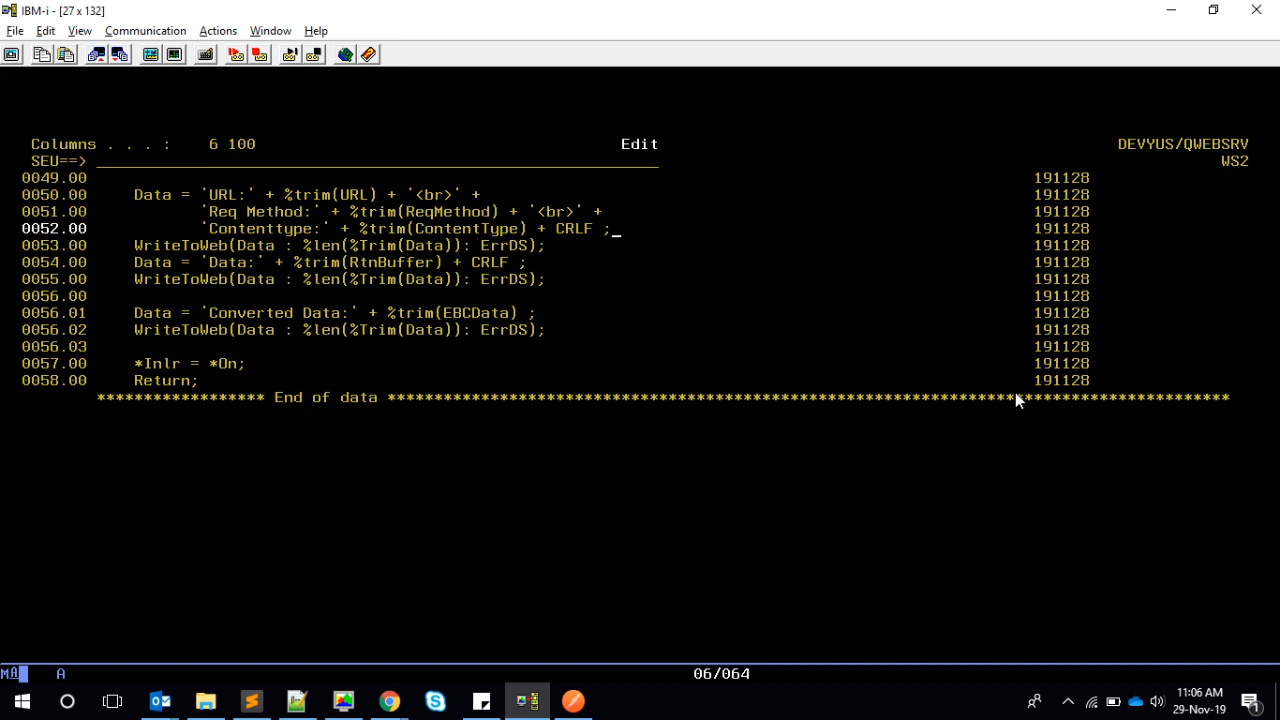 IBM-i - [27 x 132]
File Edit View Communication Actions Window Help
Columns . . . : 6 100 Edit DEVYUS/QWEBSRV
SEU==> WS2
0049.00 191128
0050.00 Data = 'URL:' + %trim(URL) + '<br>' + 191128
0051.00 'Req Method:' + %trim(ReqMethod) + '<br>' + 191128
0052.00 'Contenttype:' + %trim(ContentType) + CRLF ;_ 191128
0053.00 WriteToWeb(Data : %len(%Trim(Data)): ErrDS); 191128
0054.00 Data = 'Data:' + %trim(RtnBuffer) + CRLF ; 191128
0055.00 WriteToWeb(Data : %len(%Trim(Data)): ErrDS); 191128
0056.00 191128
0056.01 Data = 'Converted Data:' + %trim(EBCData) ; 191128
0056.02 WriteToWeb(Data : %len(%Trim(Data)): ErrDS); 191128
0056.03 191128
0057.00 *Inlr = *On; 191128
0058.00 Return; 191128
****************** End of data ******************************************************************************************
MA A 06/064
11:06 AM
29-Nov-19
1